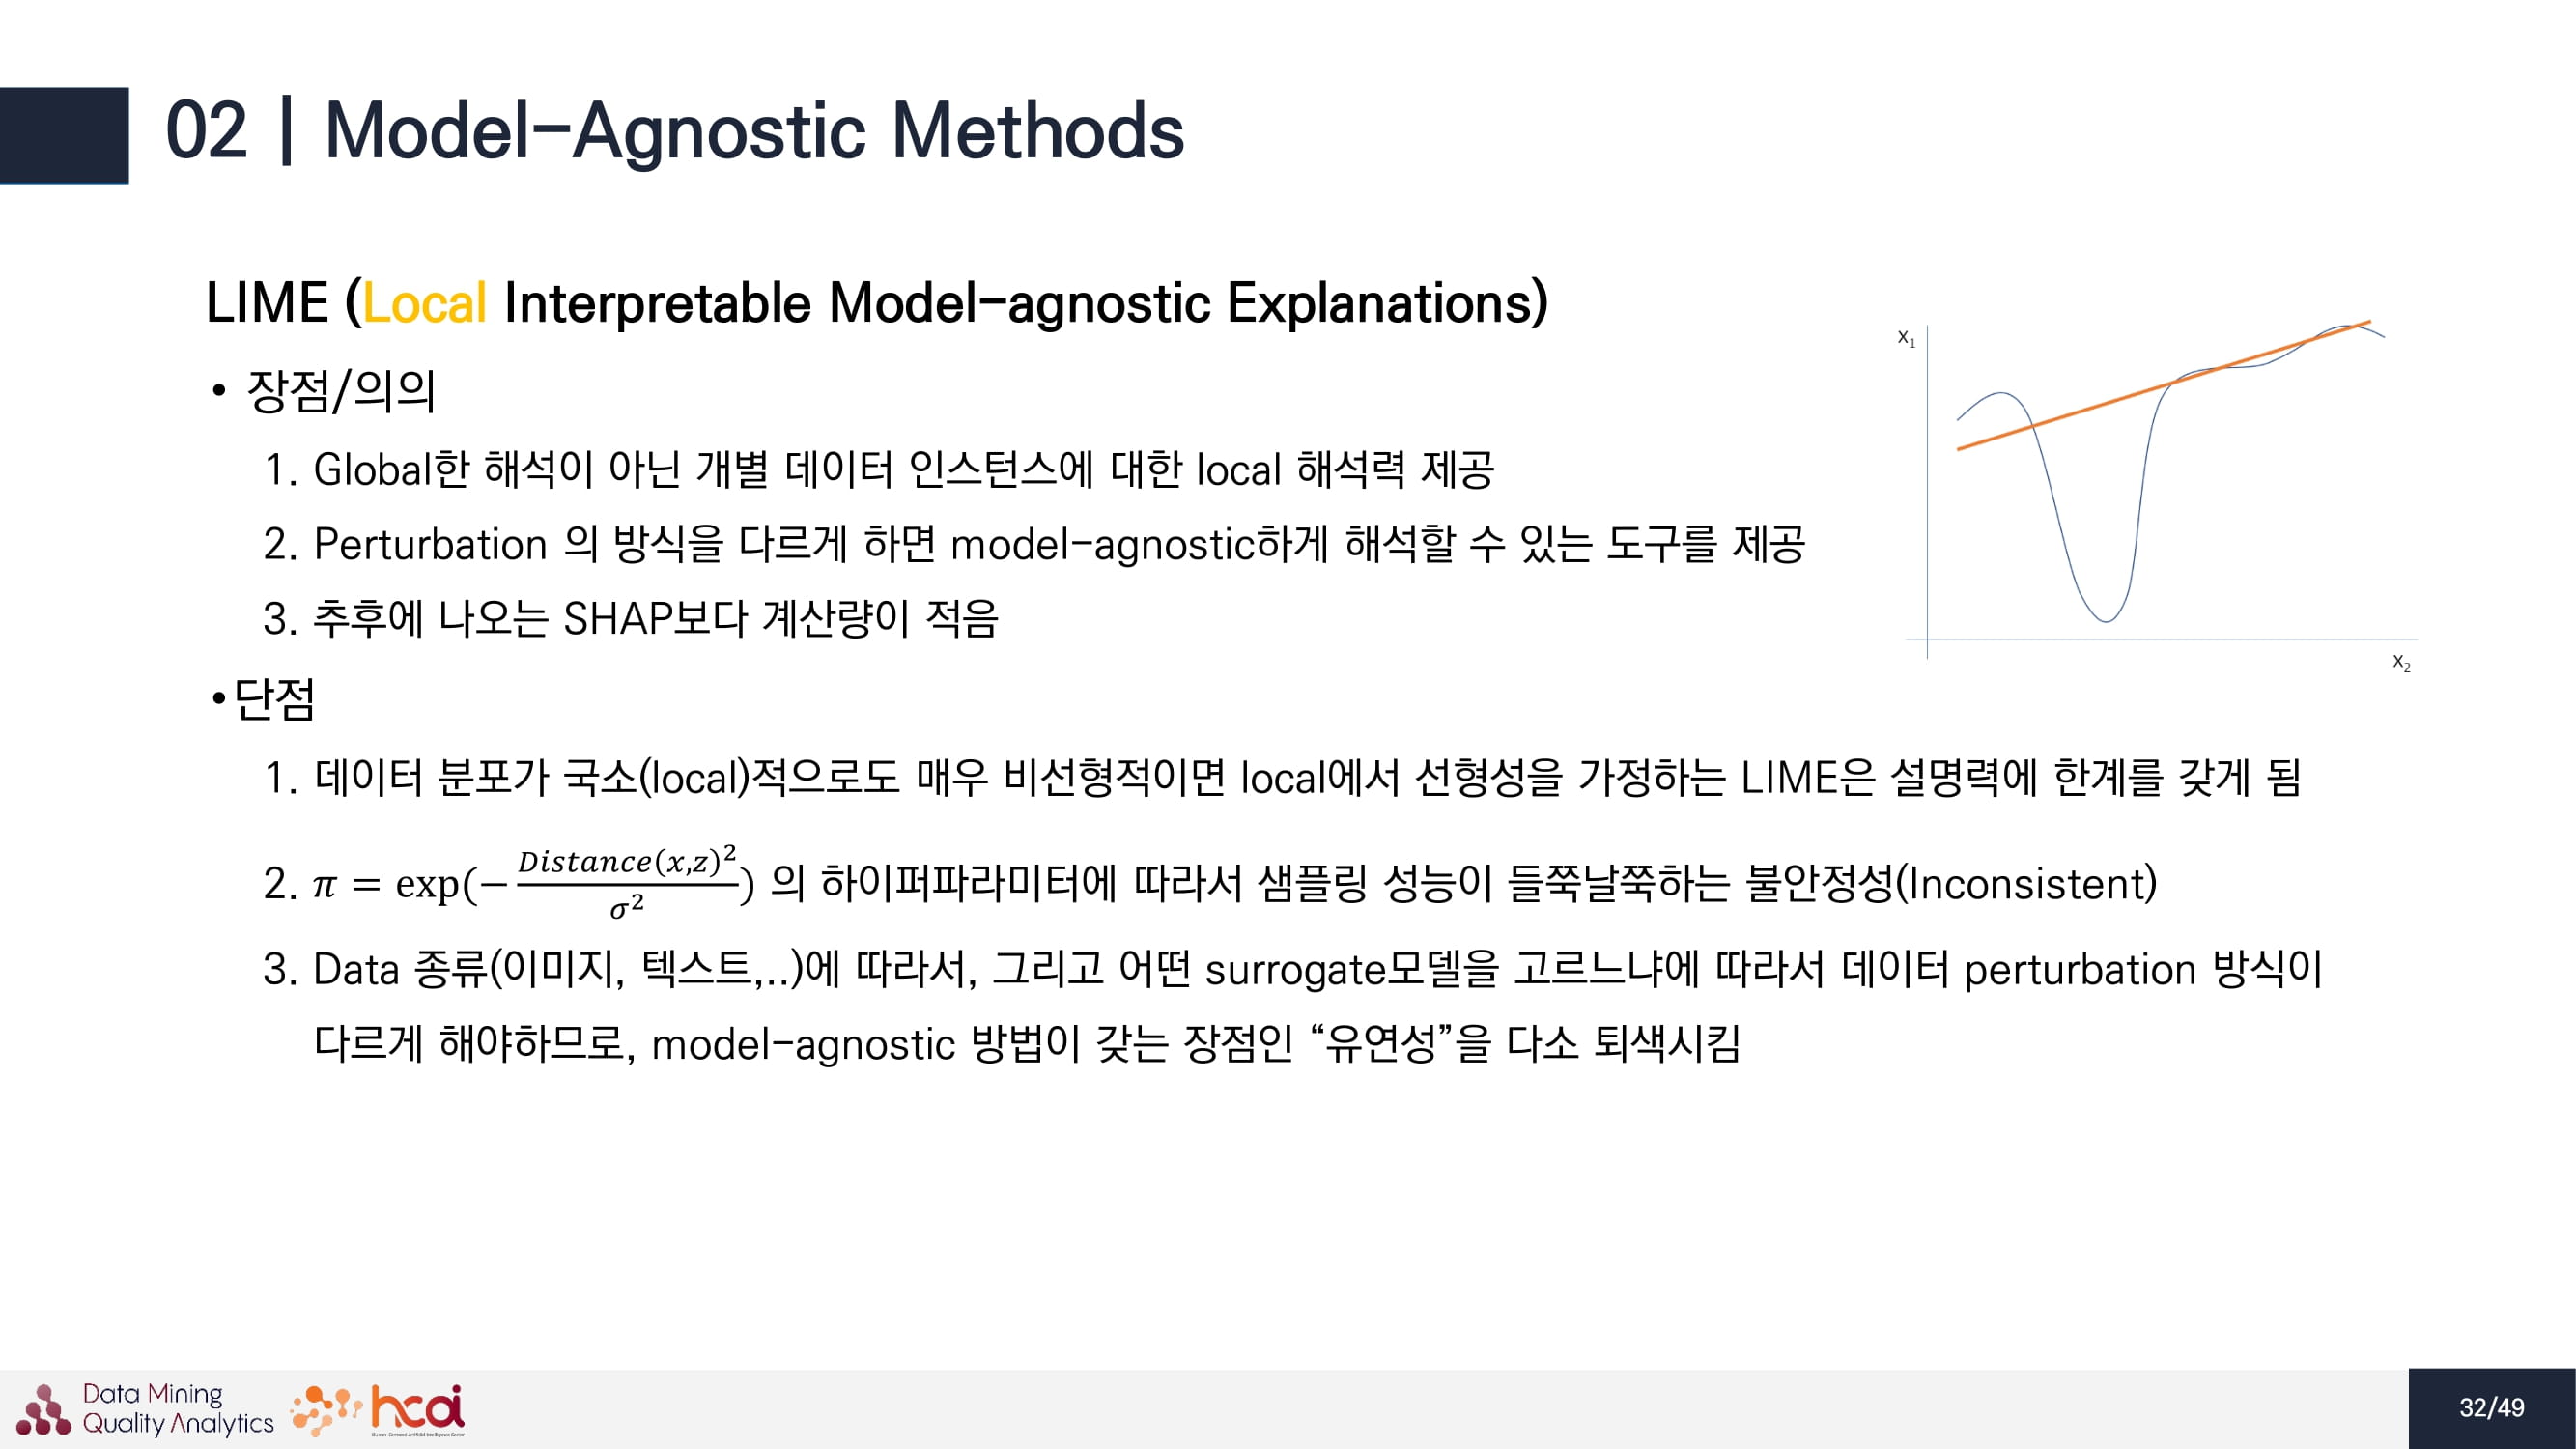 02 | Model-Agnostic Methods
LIME (Local Interpretable Model-agnostic Explanations)
• 장점/의의
1. Global한 해석이 아닌 개별 데이터 인스턴스에 대한 local 해석력 제공
2. Perturbation 의 방식을 다르게 하면 model-agnostic하게 해석할 수 있는 도구를 제공
3. 추후에 나오는 SHAP보다 계산량이 적음
x₁
x₂
• 단점
1. 데이터 분포가 국소(local)적으로도 매우 비선형적이면 local에서 선형성을 가정하는 LIME은 설명력에 한계를 갖게 됨
2. π = exp(−Distance(x,z)²/σ²) 의 하이퍼파라미터에 따라서 샘플링 성능이 들쭉날쭉하는 불안정성(Inconsistent)
3. Data 종류(이미지, 텍스트,..)에 따라서, 그리고 어떤 surrogate모델을 고르느냐에 따라서 데이터 perturbation 방식이
다르게 해야하므로, model-agnostic 방법이 갖는 장점인 “유연성”을 다소 퇴색시킴
Data Mining
Quality Analytics
hcai
Human Centered Artificial Intelligence Center
32/49